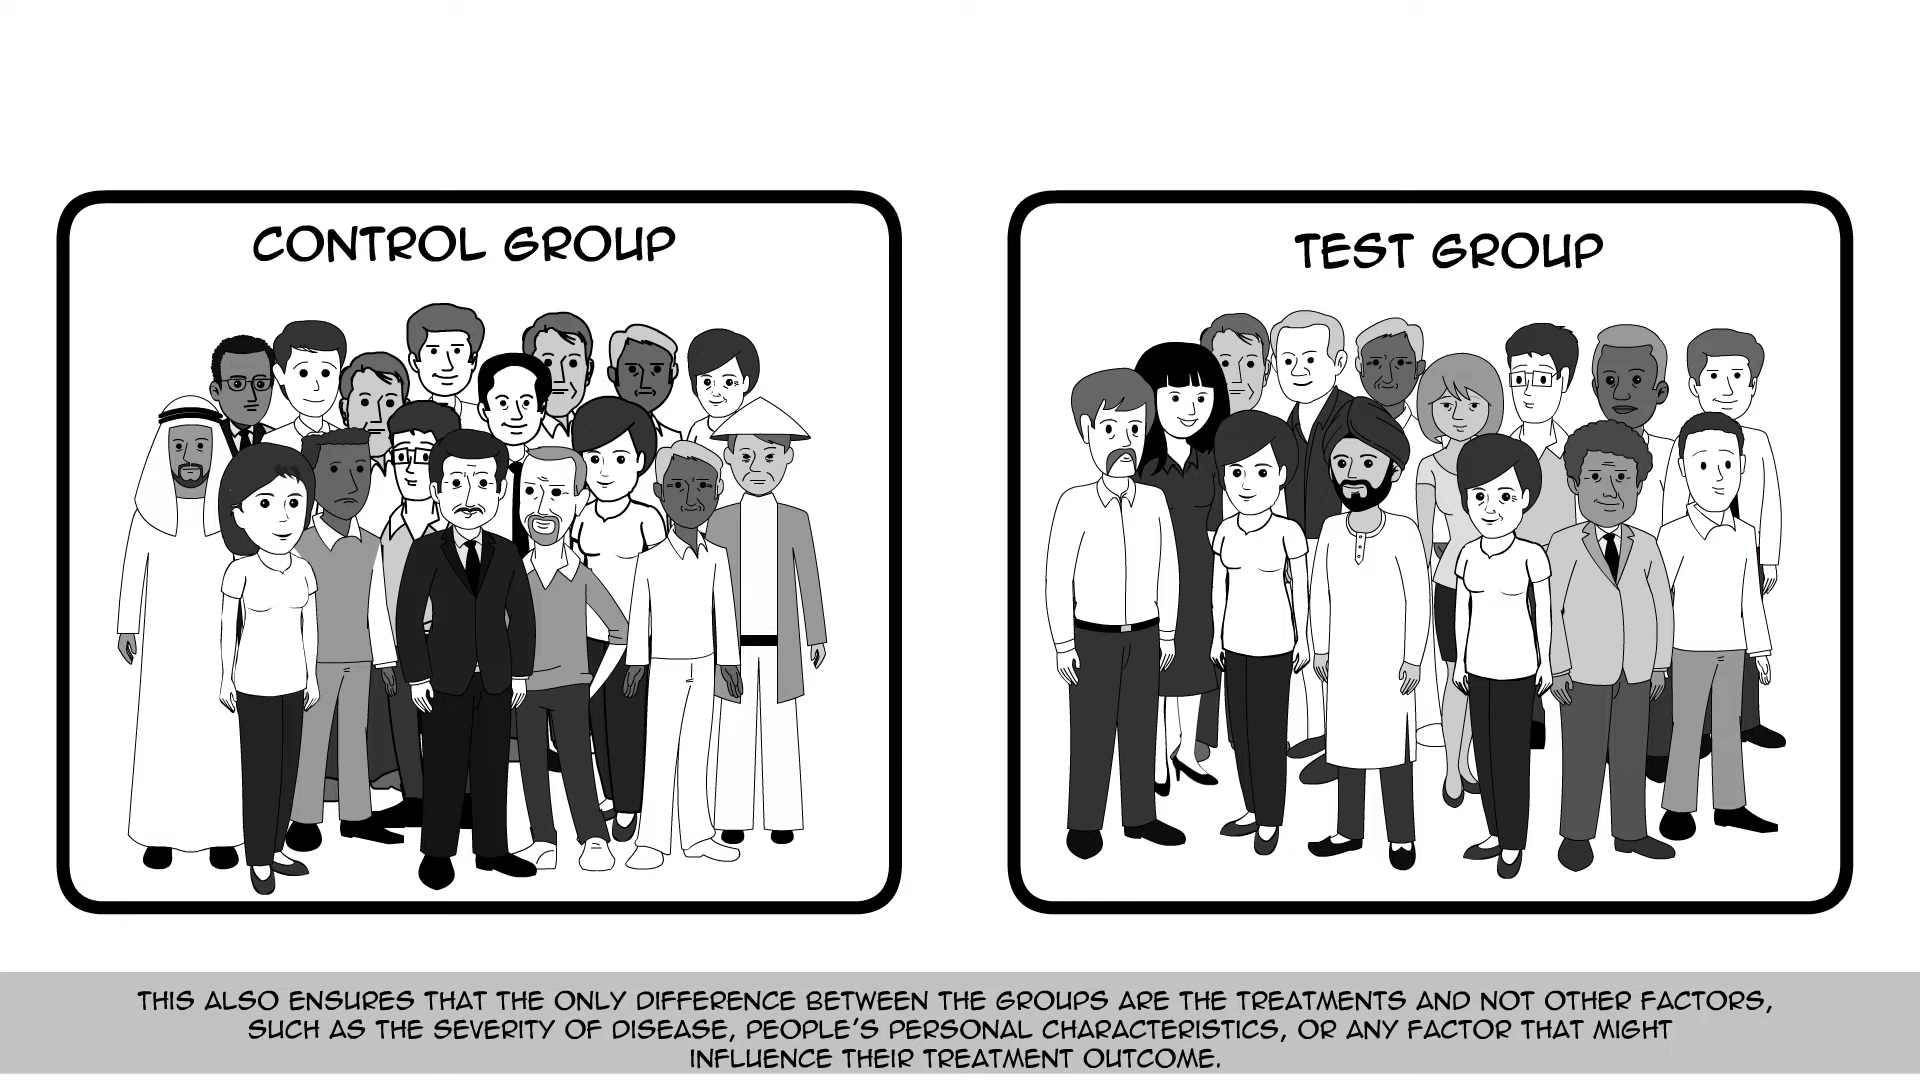 CONTROL GROUP
TEST GROUP
THIS ALSO ENSURES THAT THE ONLY DIFFERENCE BETWEEN THE GROUPS ARE THE TREATMENTS AND NOT OTHER FACTORS,
SUCH AS THE SEVERITY OF DISEASE, PEOPLE'S PERSONAL CHARACTERISTICS, OR ANY FACTOR THAT MIGHT
INFLUENCE THEIR TREATMENT OUTCOME.